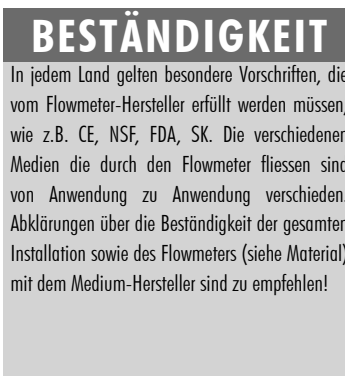 BESTÄNDIGKEIT
In jedem Land gelten besondere Vorschriften, die
vom Flowmeter-Hersteller erfüllt werden müssen,
wie z.B. CE, NSF, FDA, SK. Die verschiedenen
Medien die durch den Flowmeter fliessen sind
von Anwendung zu Anwendung verschieden.
Abklärungen über die Beständigkeit der gesamten
Installation sowie des Flowmeters (siehe Material)
mit dem Medium-Hersteller sind zu empfehlen!